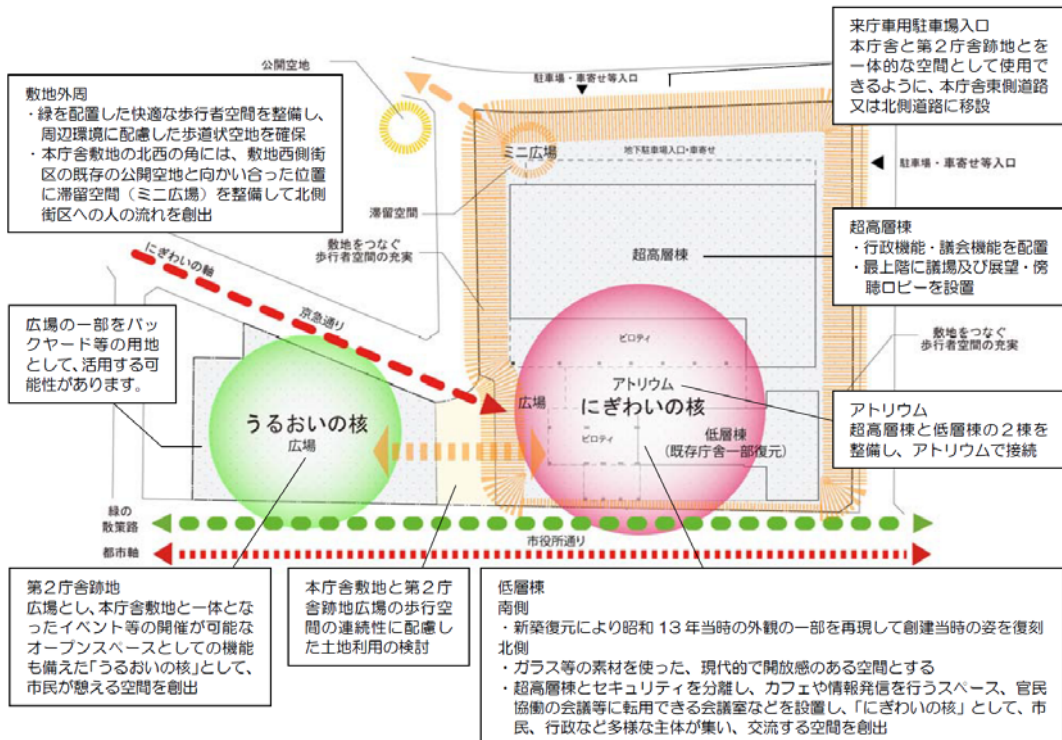 来庁車用駐車場入口
本庁舎と第2庁舎跡地とを
一体的な空間として使用で
きるように、本庁舎東側道路
又は北側道路に移設
公開空地
駐車場・車寄せ等入口
敷地外周
・緑を配置した快適な歩行者空間を整備し、
周辺環境に配慮した歩道状空地を確保
・本庁舎敷地の北西の角には、敷地西側街
区の既存の公開空地と向かい合った位置
に滞留空間（ミニ広場）を整備して北側
街区への人の流れを創出
ミニ広場
地下駐車場入口・車寄せ
駐車場・車寄せ等入口
滞留空間
超高層棟
・行政機能・議会機能を配置
・最上階に議場及び展望・傍
聴ロビーを設置
敷地をつなぐ
歩行者空間の充実
超高層棟
にぎわいの軸
京急通り
広場の一部をバック
ヤード等の用地
として、活用する可
能性があります。
ピロティ
敷地をつなぐ
歩行者空間の充実
アトリウム
広場
にぎわいの核
うるおいの核
広場
ピロティ
低層棟
（既存庁舎一部復元）
アトリウム
超高層棟と低層棟の2棟を
整備し、アトリウムで接続
緑の
散策路
市役所通り
都市軸
第2庁舎跡地
広場とし、本庁舎敷地と一体とな
ったイベント等の開催が可能な
オープンスペースとしての機能
も備えた「うるおいの核」として、
市民が憩える空間を創出
本庁舎敷地と第2庁
舎跡地広場の歩行空
間の連続性に配慮し
た土地利用の検討
低層棟
南側
・新築復元により昭和13年当時の外観の一部を再現して創建当時の姿を復刻
北側
・ガラス等の素材を使った、現代的で開放感のある空間とする
・超高層棟とセキュリティを分離し、カフェや情報発信を行うスペース、官民
協働の会議等に転用できる会議室などを設置し、「にぎわいの核」として、市
民、行政など多様な主体が集い、交流する空間を創出